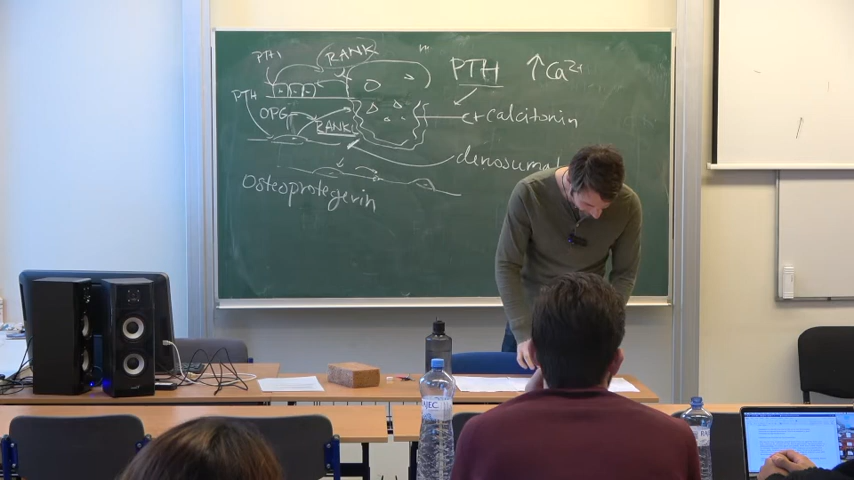 PTH RANK
PTH ↑Ca²⁺
PTH
OPG
calcitonin
RANK
denosumab
Osteoprotegerin